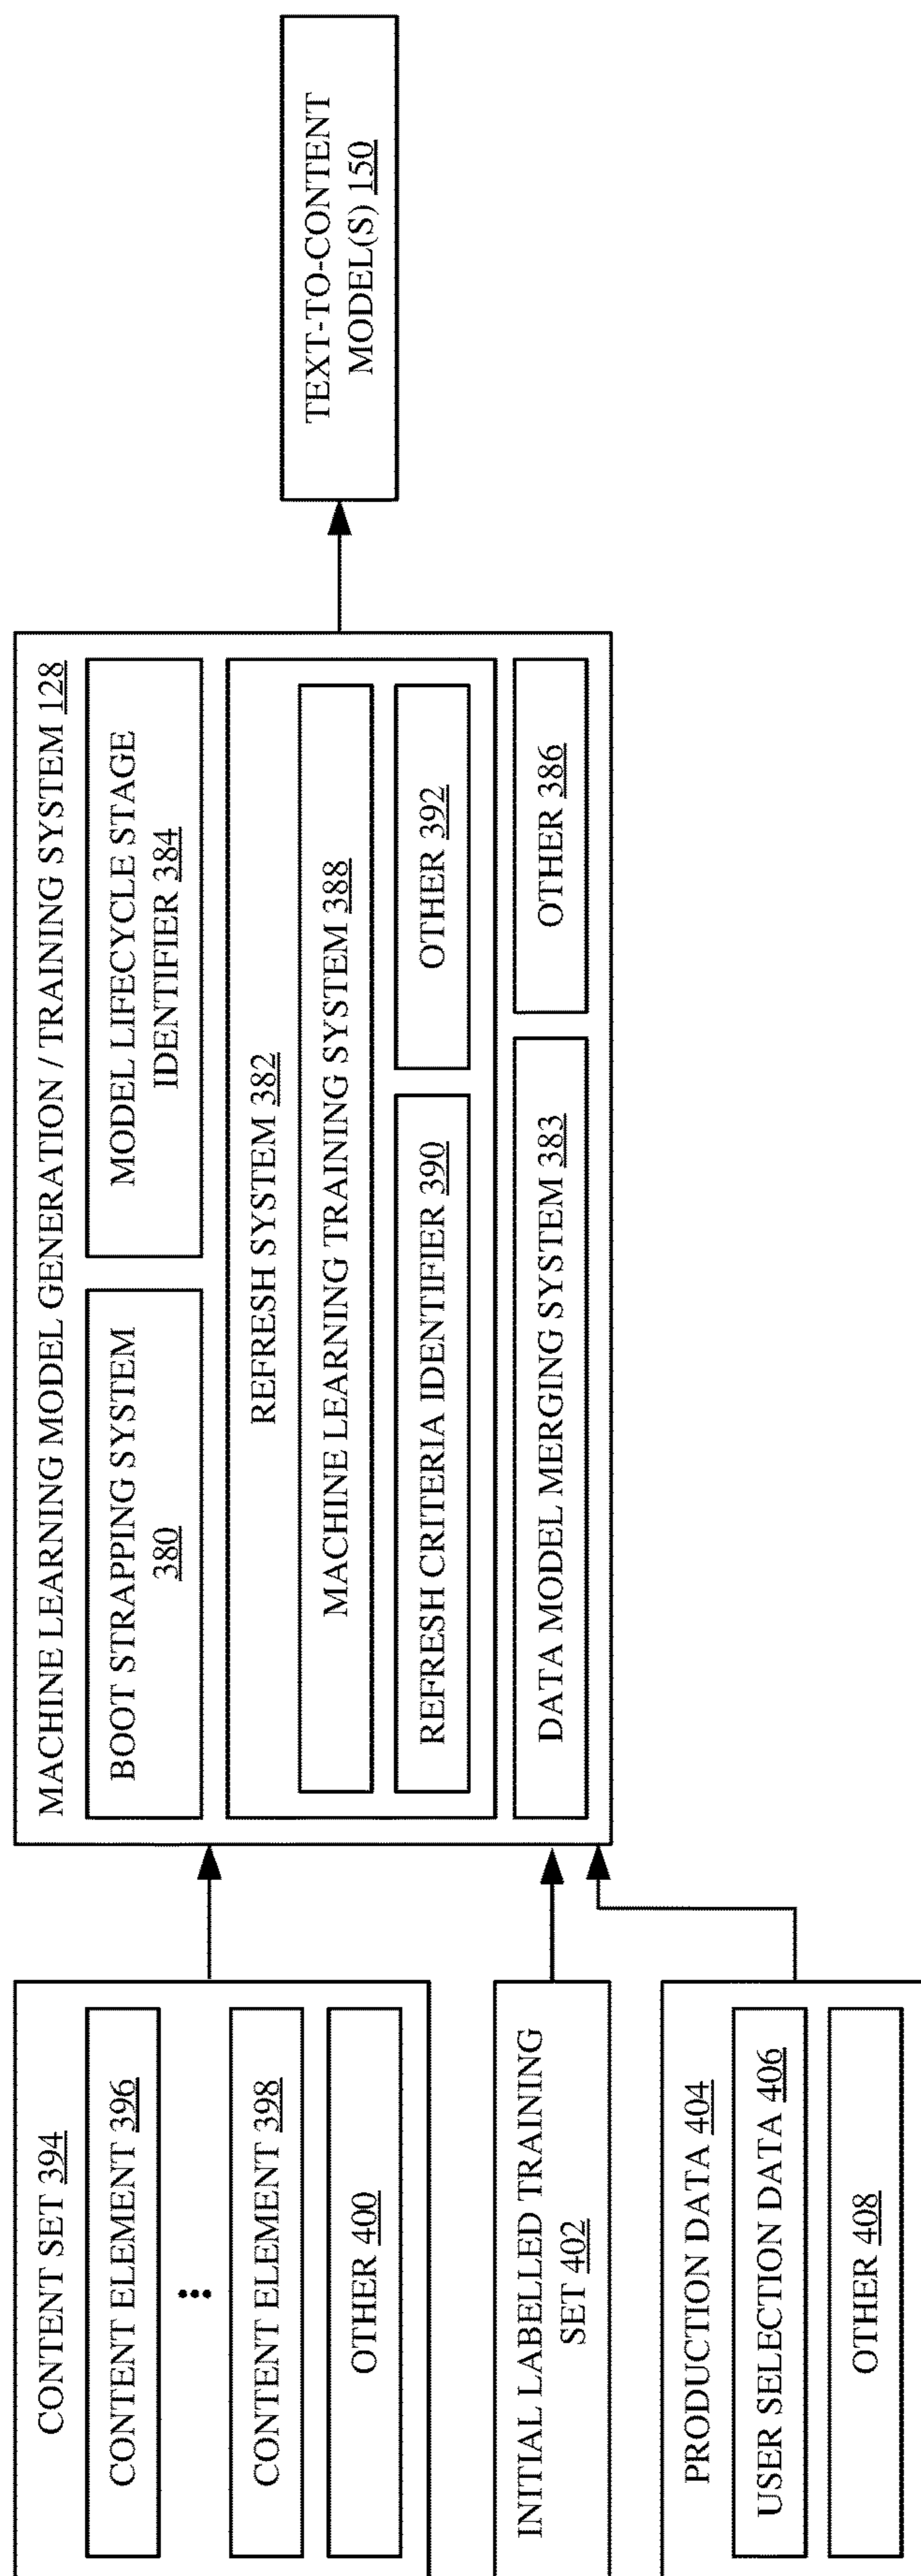 CONTENT SET 394
CONTENT ELEMENT 396
⋮
CONTENT ELEMENT 398
OTHER 400
INITIAL LABELLED TRAINING
SET 402
PRODUCTION DATA 404
USER SELECTION DATA 406
OTHER 408
MACHINE LEARNING MODEL GENERATION / TRAINING SYSTEM 128
BOOT STRAPPING SYSTEM
380
MODEL LIFECYCLE STAGE
IDENTIFIER 384
REFRESH SYSTEM 382
MACHINE LEARNING TRAINING SYSTEM 388
REFRESH CRITERIA IDENTIFIER 390
OTHER 392
DATA MODEL MERGING SYSTEM 383
OTHER 386
TEXT-TO-CONTENT
MODEL(S) 150